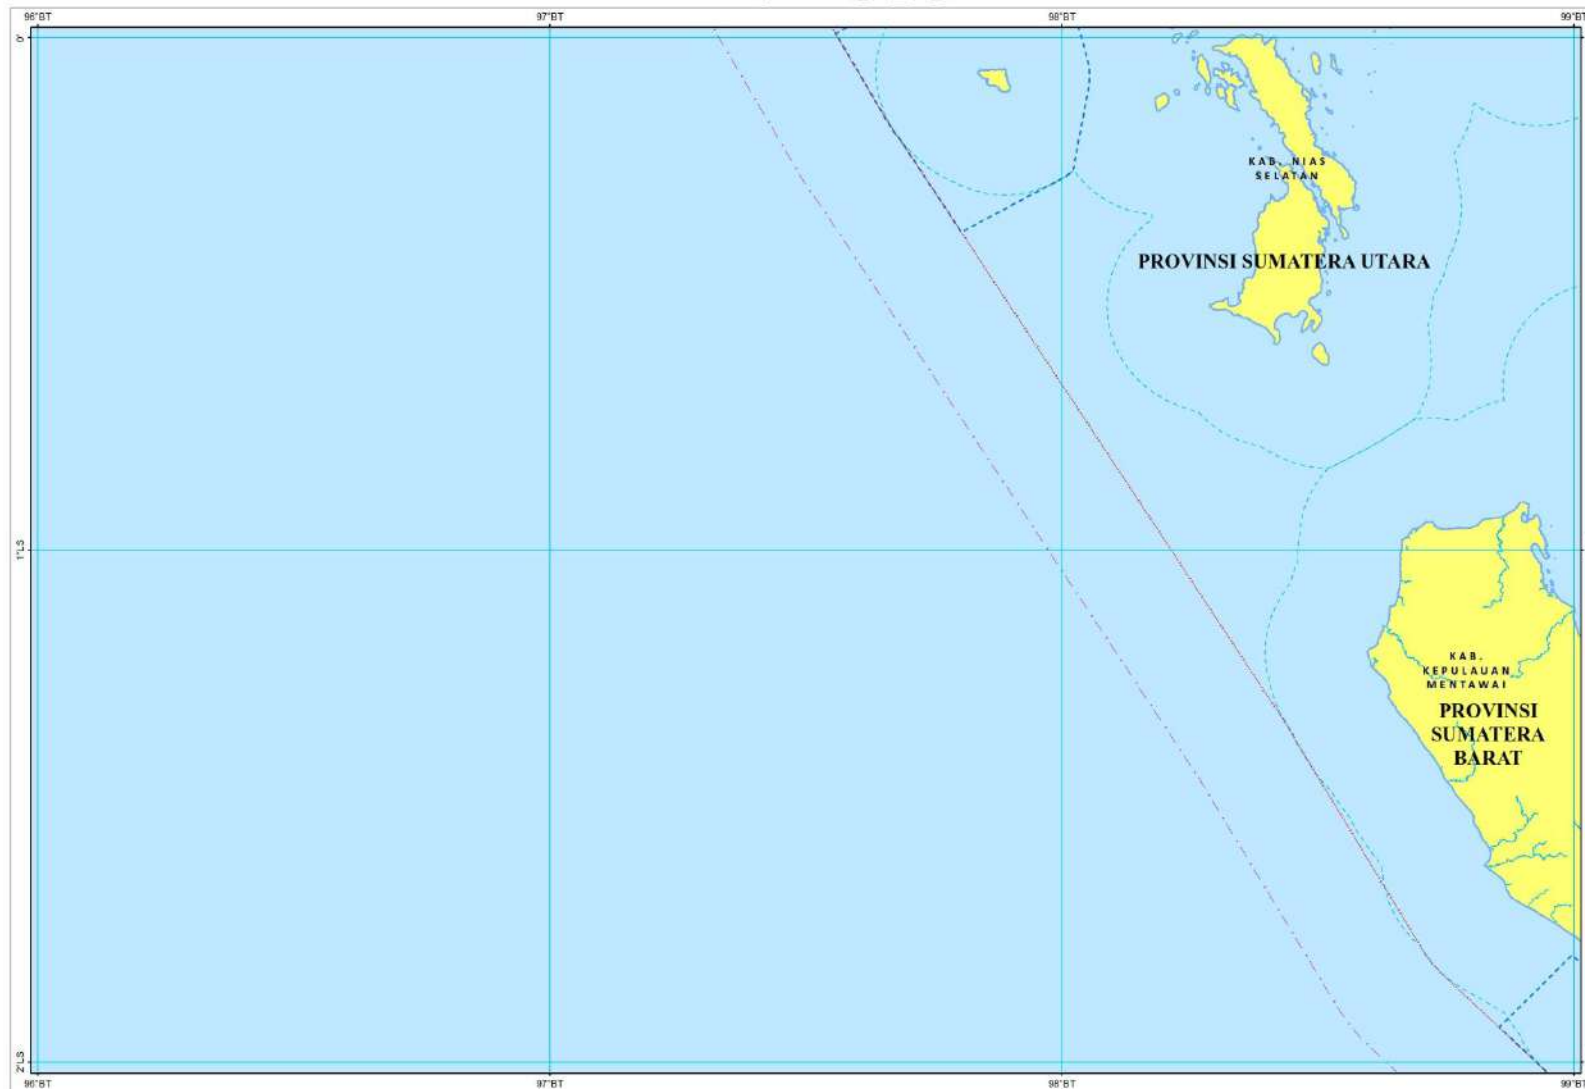 96°BT
97°BT
98°BT
99°BT
0°
KAB. NIAS
SELATAN
PROVINSI SUMATERA UTARA
1°LS
KAB.
KEPULAUAN
MENTAWAI
PROVINSI
SUMATERA
BARAT
2°LS
96°BT
97°BT
98°BT
99°BT